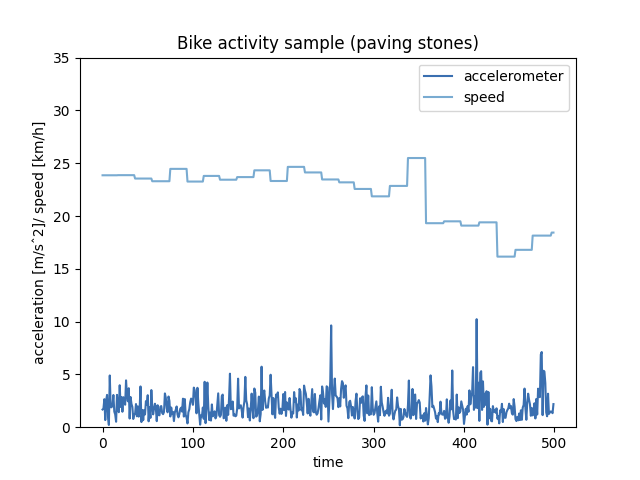 Bike activity sample (paving stones)
accelerometer
speed
35
30
25
20
15
10
5
0
acceleration [m/s^2]/ speed [km/h]
0 100 200 300 400 500
time